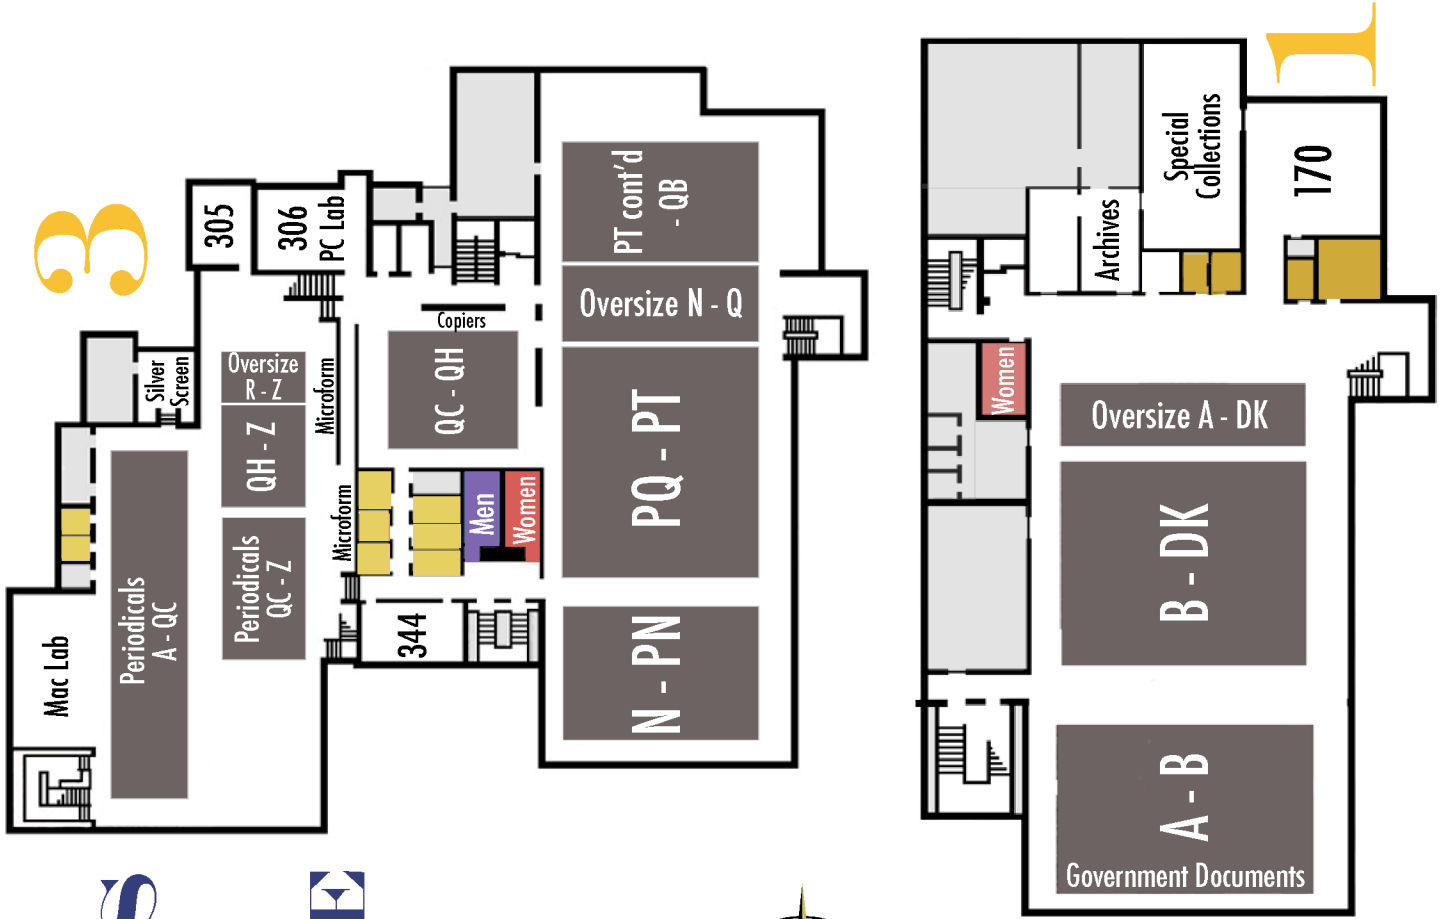 3
305
306
PC Lab
Silver
Screen
Oversize
R - Z
QH - Z
Periodicals
QC - Z
Periodicals
A - QC
Mac Lab
Microform
Microform
Copiers
QC - QH
Men
Women
344
PT cont'd
- QB
Oversize N - Q
PQ - PT
N - PN
1
Special
Collections
170
Archives
Women
Oversize A - DK
B - DK
A - B
Government Documents
S
E